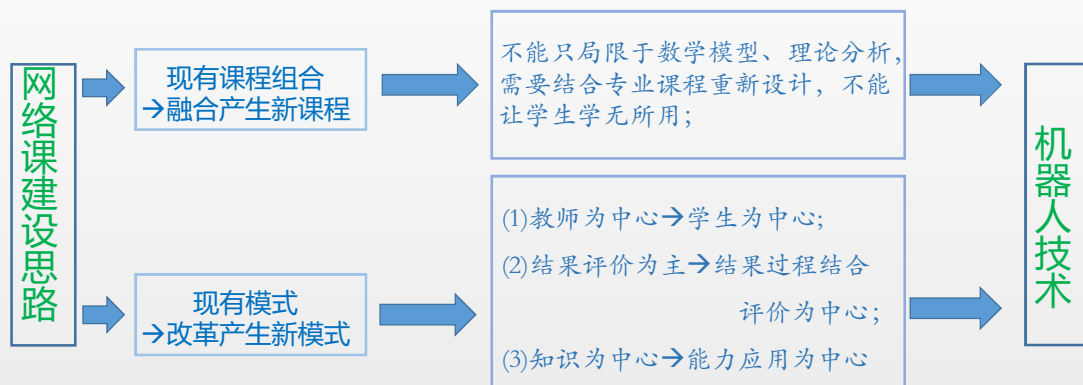 网络课建设思路
现有课程组合
→融合产生新课程
不能只局限于数学模型、理论分析，
需要结合专业课程重新设计，不能
让学生学无所用；
现有模式
→改革产生新模式
(1)教师为中心→学生为中心；
(2)结果评价为主→结果过程结合
评价为中心；
(3)知识为中心→能力应用为中心
机器人技术